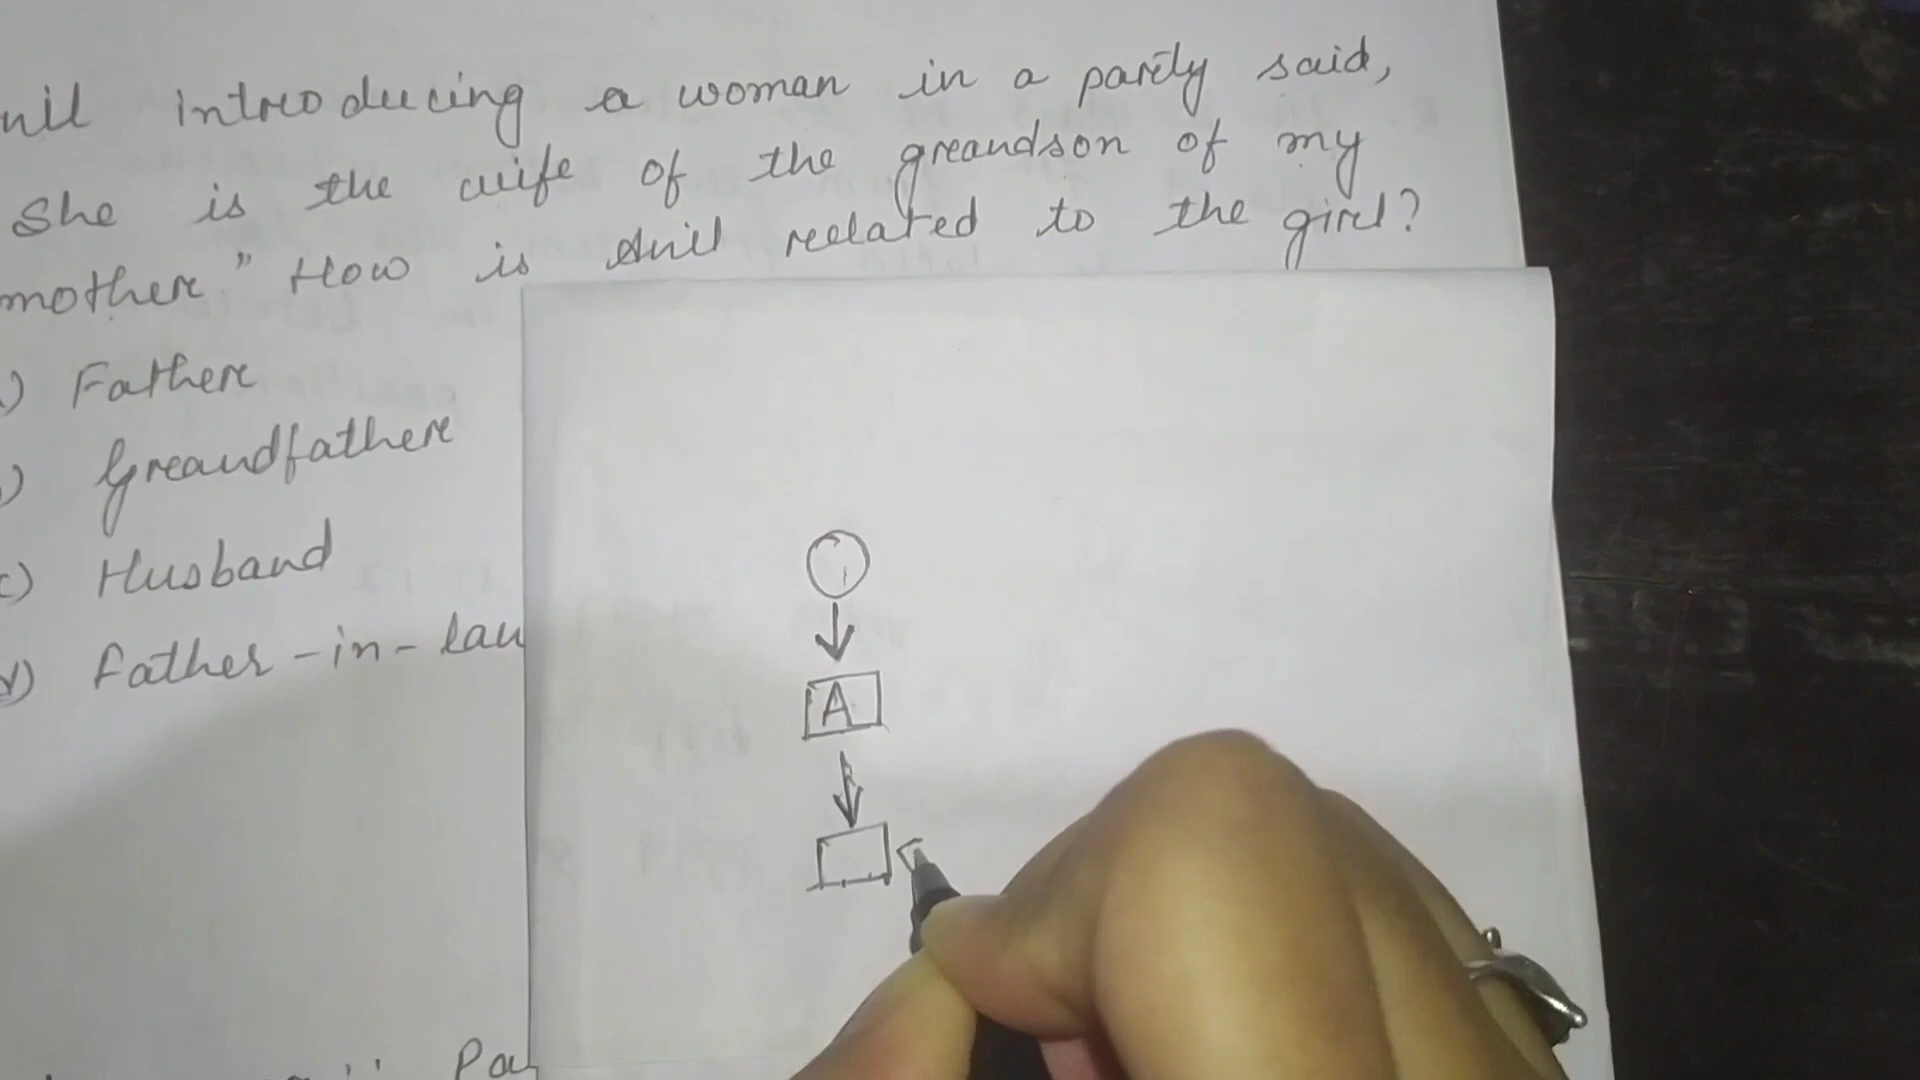 nil introducing a woman in a party said,
She is the wife of the grandson of my
mother" How is Anil related to the girl?
) Father
) Grandfather
c) Husband
d) Father-in-law
A